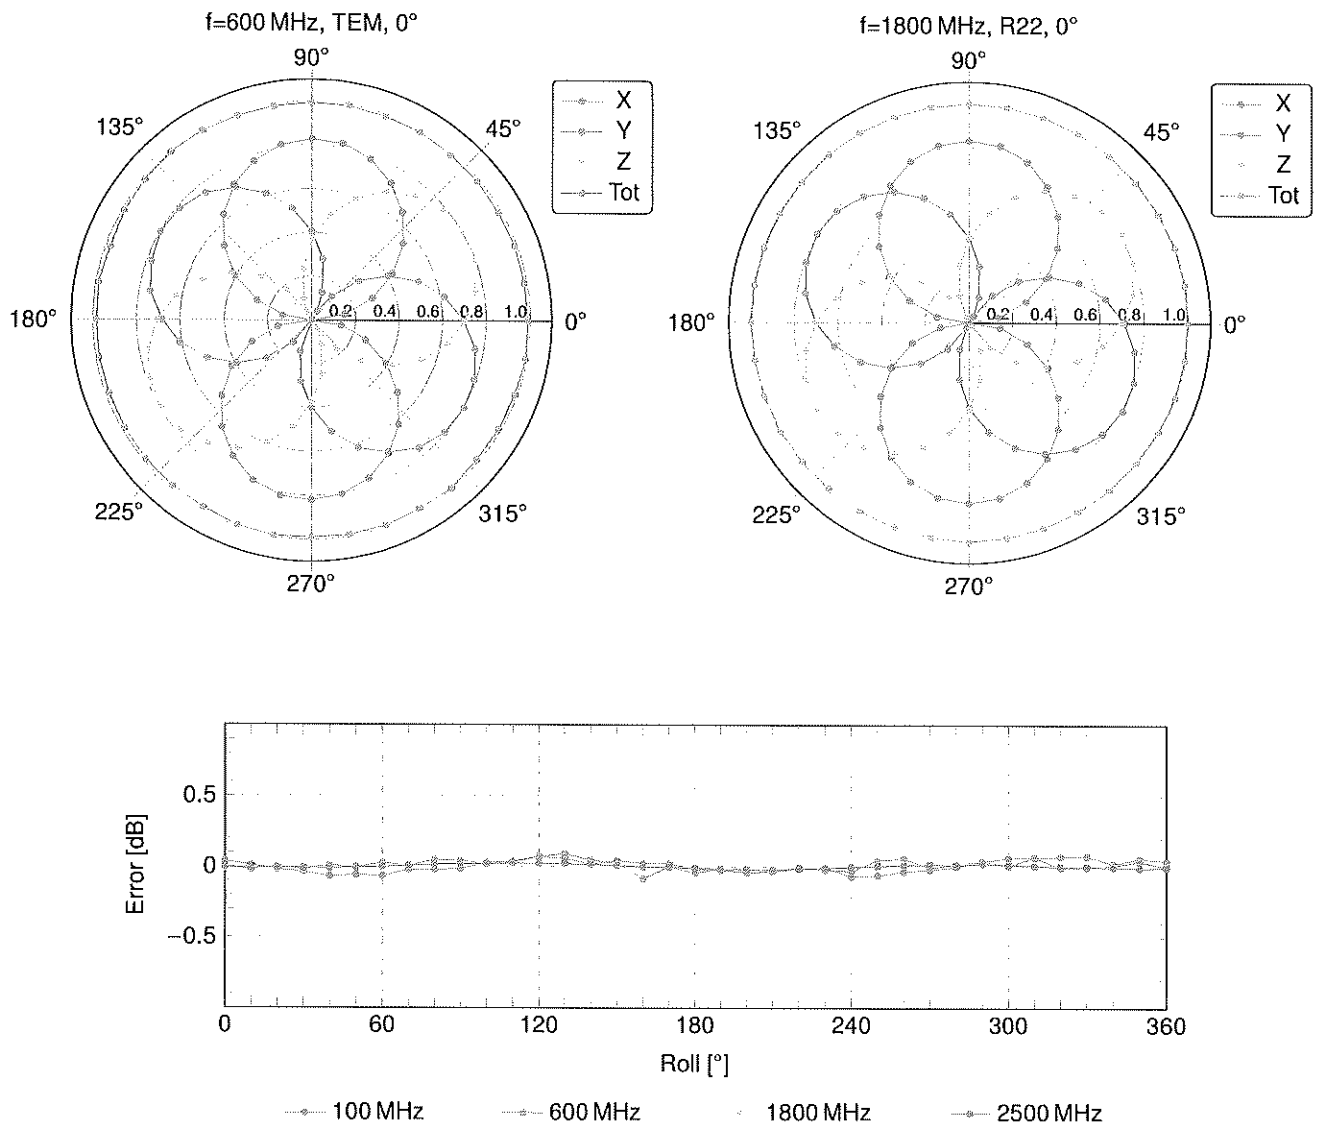 f=600 MHz, TEM, 0°
90°
135°
45°
180°
0.2 0.4 0.6 0.8 1.0
0°
225°
315°
270°
X
Y
Z
Tot
f=1800 MHz, R22, 0°
90°
135°
45°
180°
0.2 0.4 0.6 0.8 1.0
0°
225°
315°
270°
X
Y
Z
Tot
Error [dB]
0.5
0
−0.5
0 60 120 180 240 300 360
Roll [°]
100 MHz 600 MHz 1800 MHz 2500 MHz